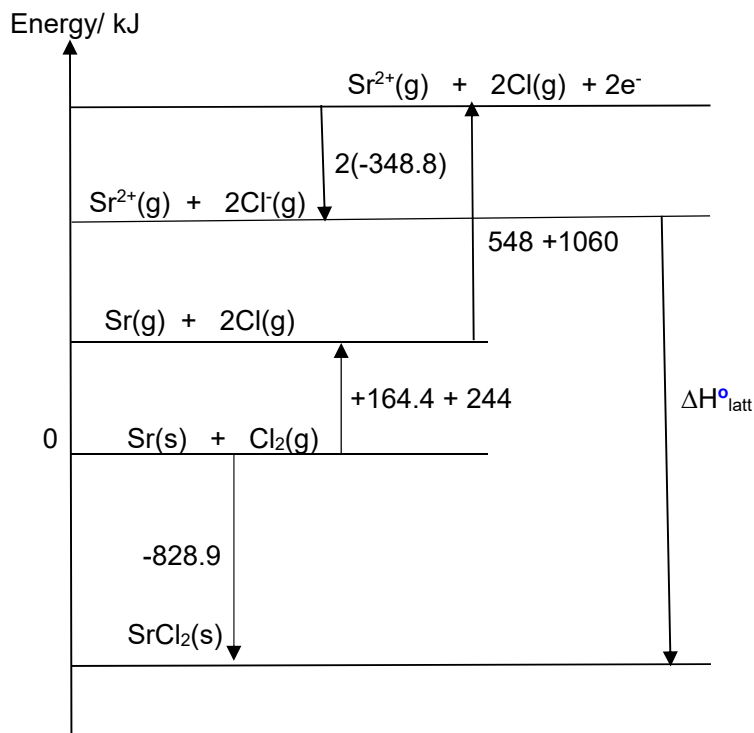 Energy/ kJ
Sr²⁺(g) + 2Cl(g) + 2e⁻
2(-348.8)
Sr²⁺(g) + 2Cl⁻(g)
548 +1060
Sr(g) + 2Cl(g)
+164.4 + 244
ΔH°latt
0 Sr(s) + Cl₂(g)
-828.9
SrCl₂(s)